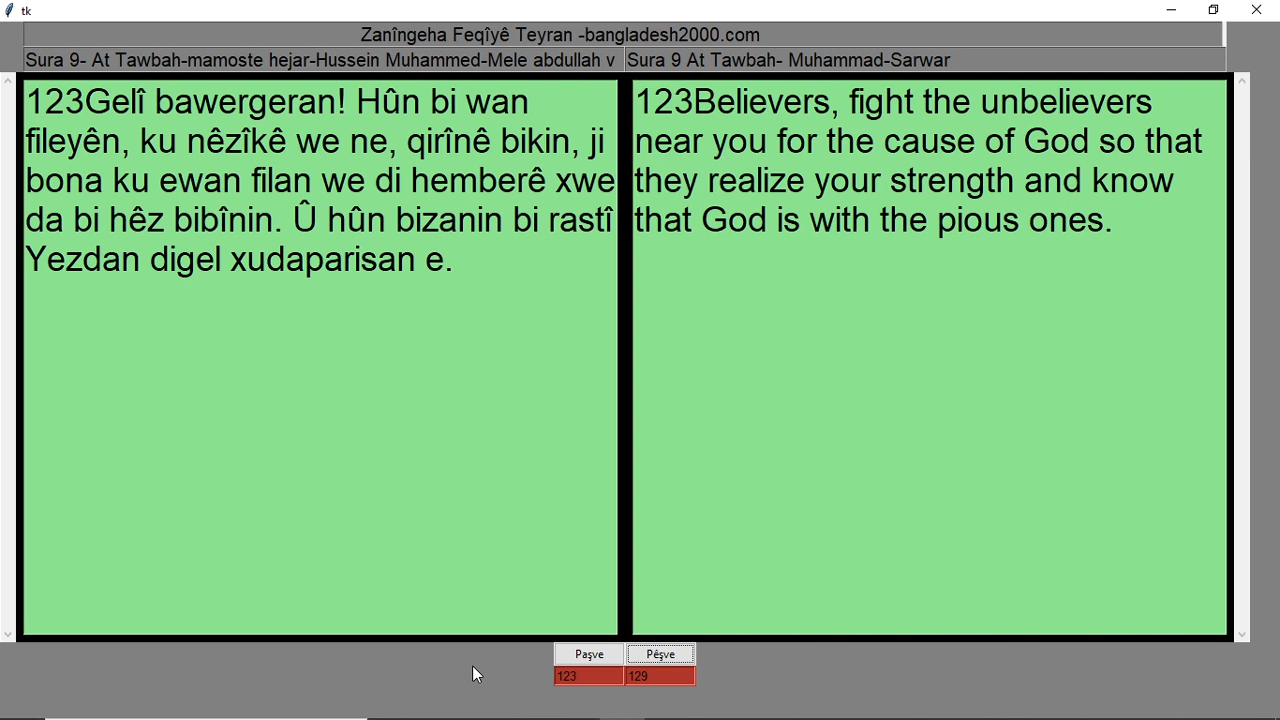 tk
Zanîngeha Feqîyê Teyran -bangladesh2000.com
Sura 9- At Tawbah-mamoste hejar-Hussein Muhammed-Mele abdullah v
Sura 9 At Tawbah- Muhammad-Sarwar
123Gelî bawergeran! Hûn bi wan
fileyên, ku nêzîkê we ne, qirînê bikin, ji
bona ku ewan filan we di hemberê xwe
da bi hêz bibînin. Û hûn bizanin bi rastî
Yezdan digel xudaparisan e.
123Believers, fight the unbelievers
near you for the cause of God so that
they realize your strength and know
that God is with the pious ones.
Paşve
Pêşve
123
129